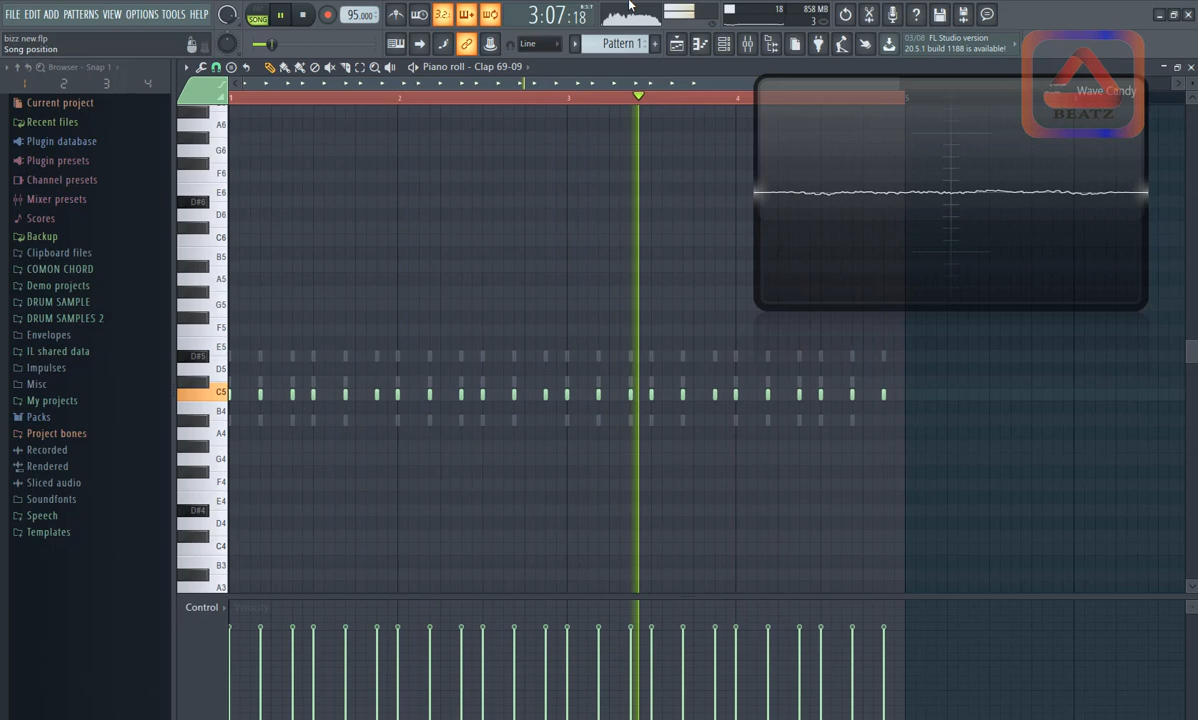 FILE EDIT ADD PATTERNS VIEW OPTIONS TOOLS HELP
SONG
95.000
3:07:18
B:S:T
18
858 MB
3
bizz new.flp
Song position
Line
Pattern 1
03/08 FL Studio version
20.5.1 build 1188 is available!
Browser - Snap 1
Piano roll - Clap 69-09
1 2 3 4
Current project
Recent files
Plugin database
Plugin presets
Channel presets
Mixer presets
Scores
Backup
Clipboard files
COMON CHORD
Demo projects
DRUM SAMPLE
DRUM SAMPLES 2
Envelopes
IL shared data
Impulses
Misc
My projects
Packs
Project bones
Recorded
Rendered
Sliced audio
Soundfonts
Speech
Templates
1 2 3 4 5
A6
G6
F6
E6
D#6
D6
C6
B5
A5
G5
F5
E5
D#5
D5
C5
B4
A4
G4
F4
E4
D#4
D4
C4
B3
A3
Wave Candy
BEATZ
Control
Velocity